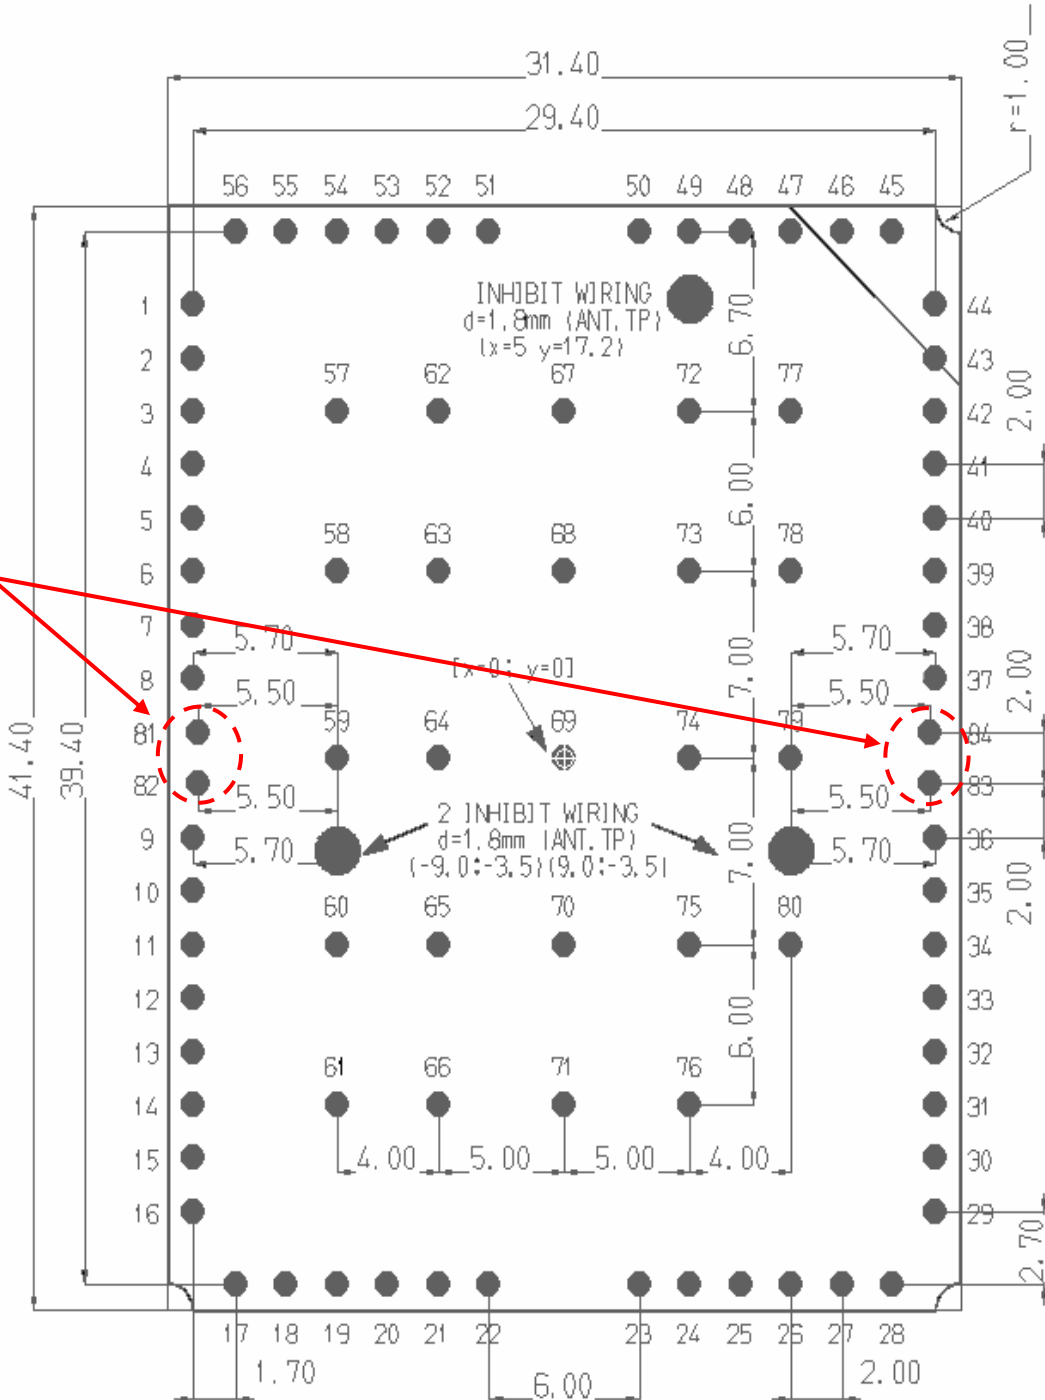 31.40
29.40
r=1.00
56 55 54 53 52 51 50 49 48 47 46 45
INHIBIT WIRING
d=1.8mm (ANT.TP)
(x=5 y=17.2)
6.70
1 44
2 43
57 62 67 72 77
3 42
2.00
4 41
6.00
5 40
58 63 68 73 78
6 39
7 38
5.70 5.70
[x=0; y=0]
7.00
8 37
5.50 5.50
2.00
81 59 64 69 74 79 84
41.40
39.40
82 83
5.50 5.50
2 INHIBIT WIRING
d=1.8mm (ANT.TP)
(-9.0:-3.5)(9.0:-3.5)
9 36
5.70 5.70
7.00
2.00
10 35
60 65 70 75 80
11 34
12 33
6.00
13 32
61 66 71 76
14 31
4.00 5.00 5.00 4.00
15 30
16 29
2.70
17 18 19 20 21 22 23 24 25 26 27 28
1.70 6.00 2.00